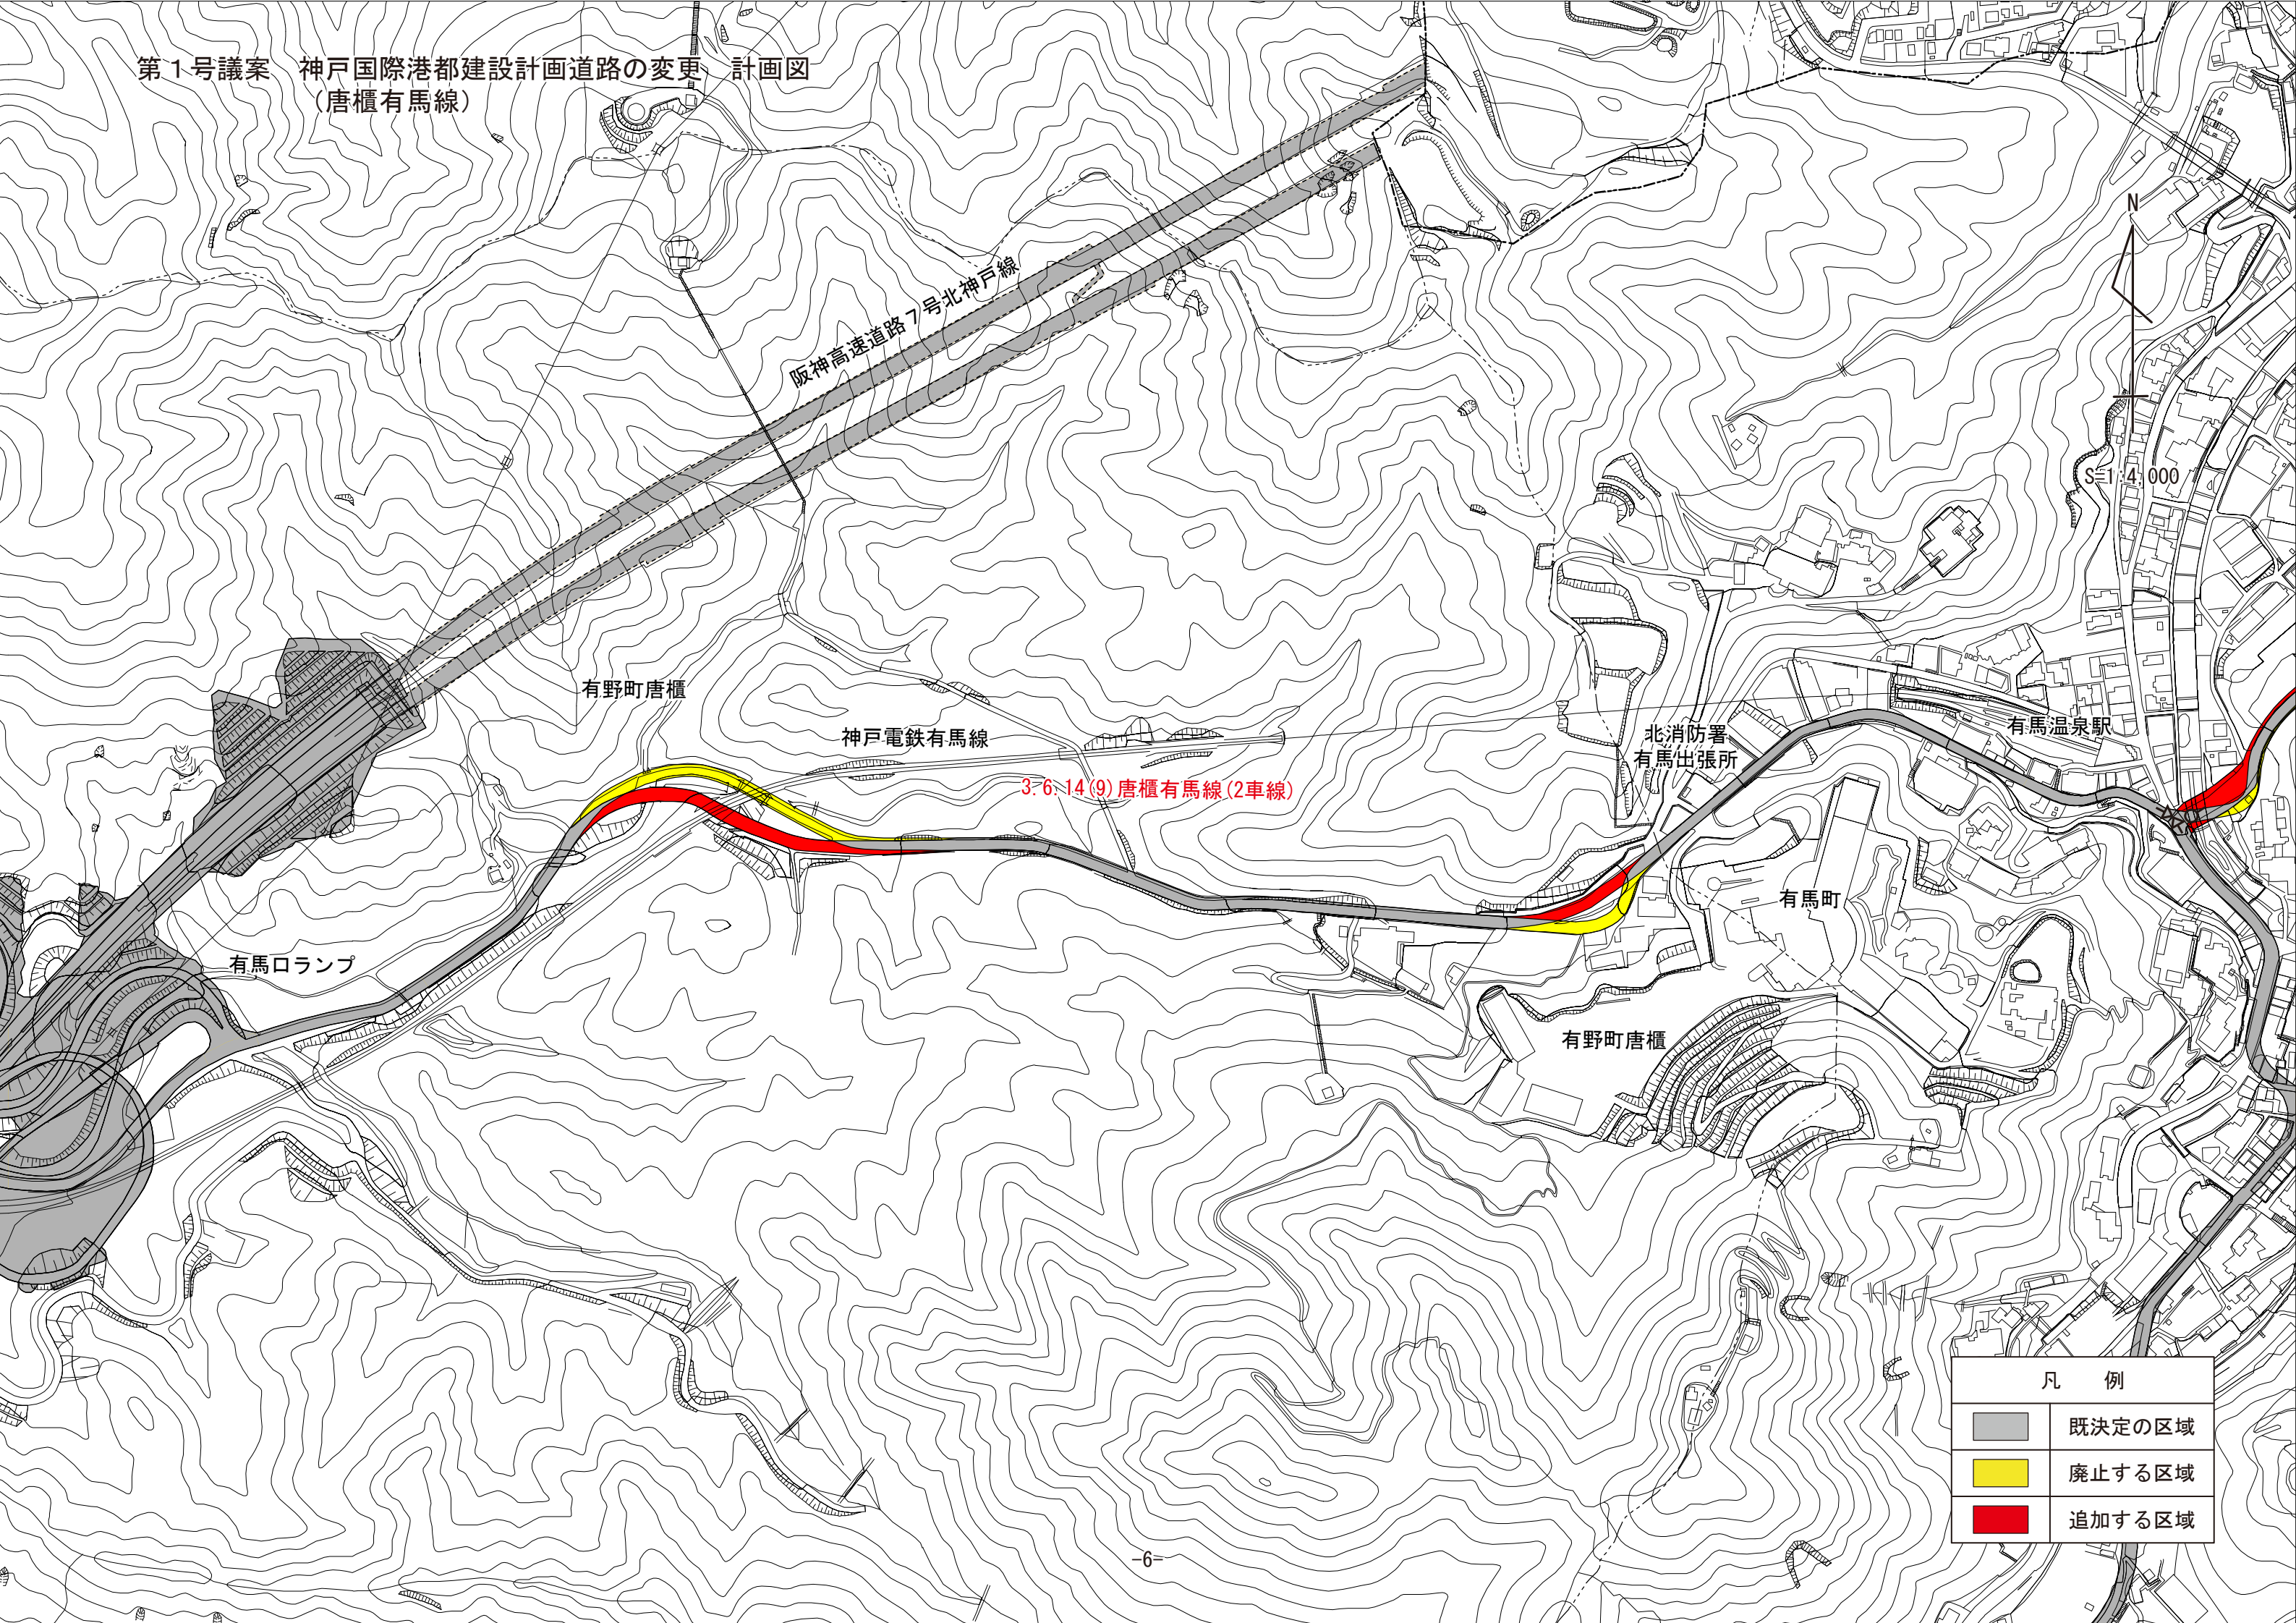 第１号議案　神戸国際港都建設計画道路の変更　計画図
（唐櫃有馬線）
N
S=1:4,000
阪神高速道路７号北神戸線
有野町唐櫃
神戸電鉄有馬線
3.6.14(9)唐櫃有馬線(2車線)
北消防署
有馬出張所
有馬温泉駅
有馬町
有馬口ランプ
有野町唐櫃
凡　例
既決定の区域
廃止する区域
追加する区域
-6-